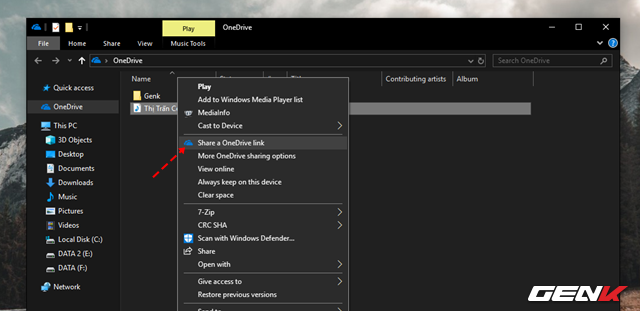 Play
OneDrive
File
Home
Share
View
Music Tools
OneDrive
Search OneDrive
Name
Contributing artists
Album
Quick access
OneDrive
This PC
3D Objects
Desktop
Documents
Downloads
Music
Pictures
Videos
Local Disk (C:)
DATA 2 (E:)
DATA (F:)
Network
Genk
Thị Trấn
Play
Add to Windows Media Player list
MediaInfo
Cast to Device
Share a OneDrive link
More OneDrive sharing options
View online
Always keep on this device
Clear space
7-Zip
CRC SHA
Scan with Windows Defender...
Share
Open with
Give access to
Restore previous versions
GENK